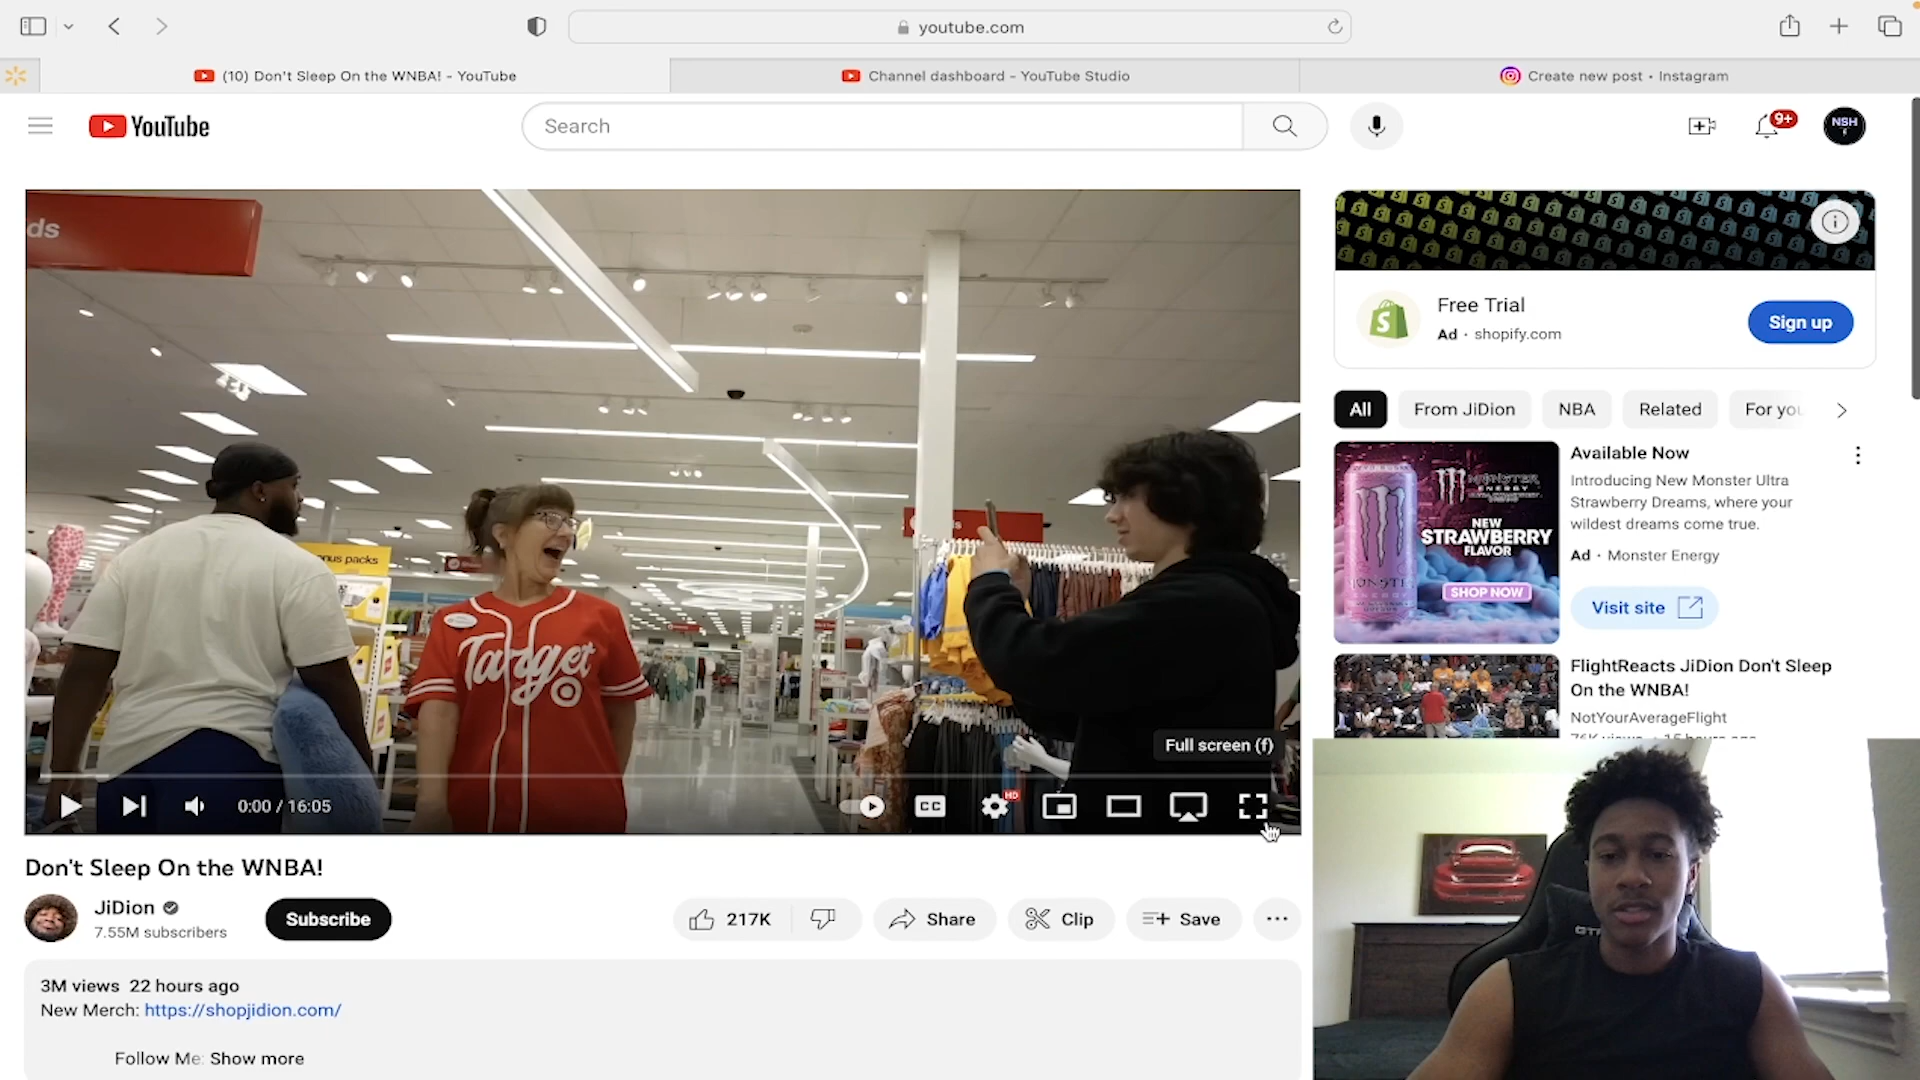 youtube.com
(10) Don't Sleep On the WNBA! - YouTube
Channel dashboard - YouTube Studio
Create new post • Instagram
YouTube
Search
9+
NSH
ds
onus packs
Target
Full screen (f)
0:00 / 16:05
CC
HD
Don't Sleep On the WNBA!
JiDion
7.55M subscribers
Subscribe
217K
Share
Clip
Save
3M views 22 hours ago
New Merch: https://shopjidion.com/
Follow Me: Show more
Free Trial
Ad · shopify.com
Sign up
All
From JiDion
NBA
Related
For you
MONSTER
ENERGY
NEW
STRAWBERRY
FLAVOR
SHOP NOW
Available Now
Introducing New Monster Ultra
Strawberry Dreams, where your
wildest dreams come true.
Ad · Monster Energy
Visit site
FlightReacts JiDion Don't Sleep
On the WNBA!
NotYourAverageFlight